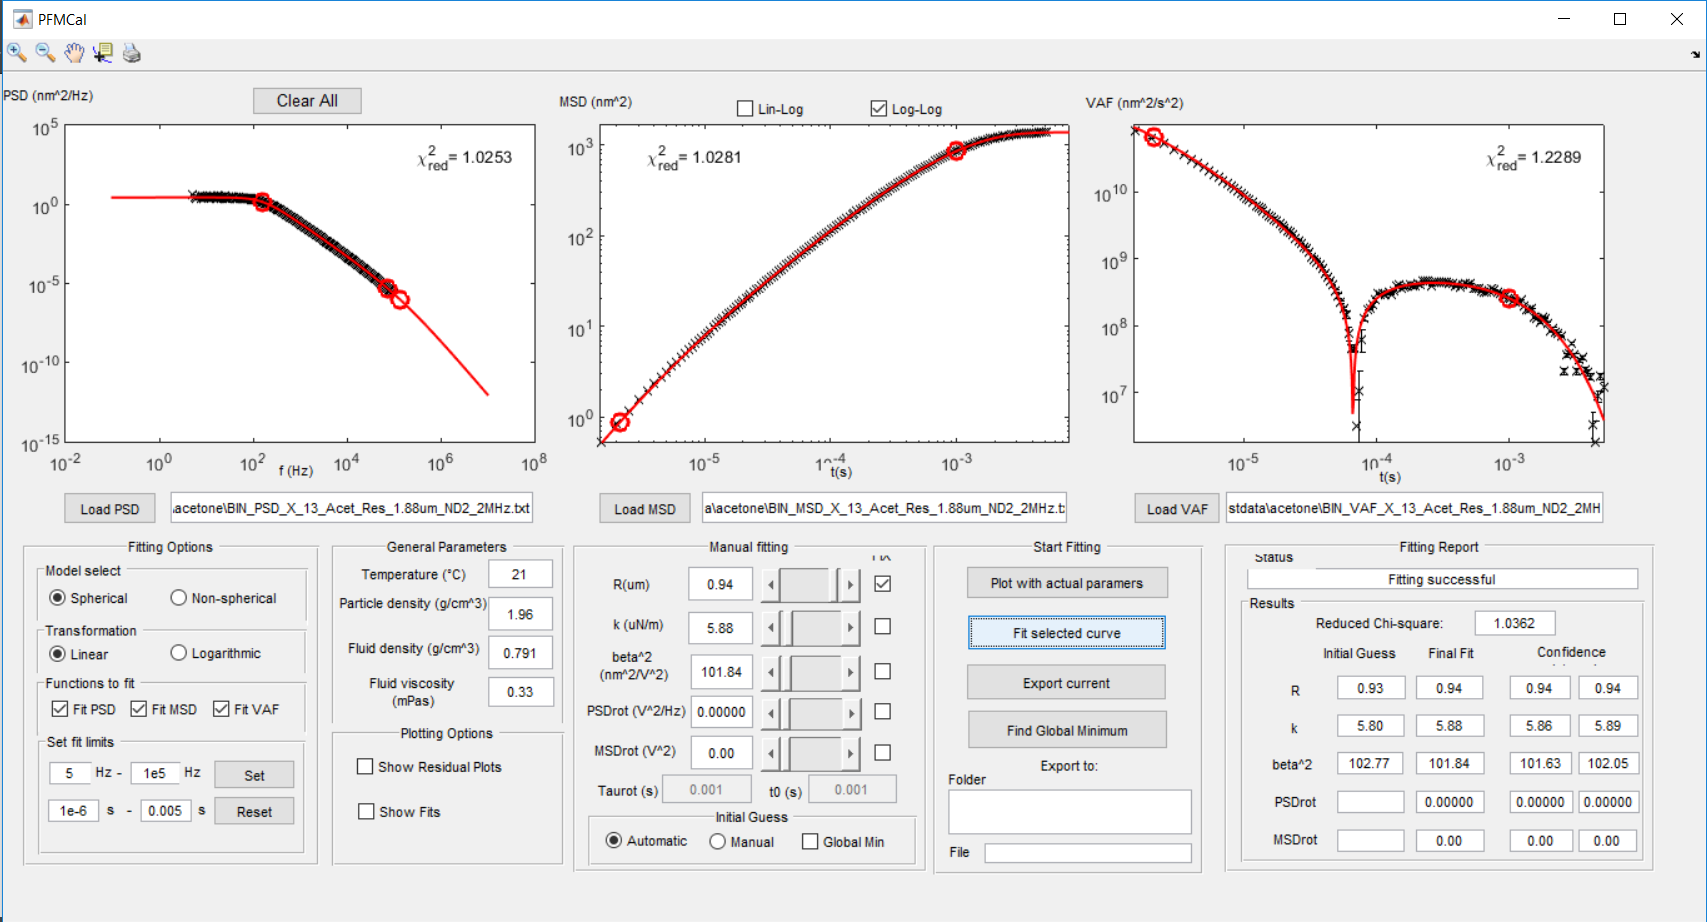 PFMCal
PSD (nm^2/Hz)
Clear All
MSD (nm^2)
Lin-Log
Log-Log
VAF (nm^2/s^2)
10^5
10^0
10^-5
10^-10
10^-15
10^-2
10^0
10^2
10^4
10^6
10^8
f (Hz)
χ^2_red = 1.0253
10^3
10^2
10^1
10^0
10^-5
10^-4
10^-3
t(s)
χ^2_red = 1.0281
10^10
10^9
10^8
10^7
10^-5
10^-4
10^-3
t(s)
χ^2_red = 1.2289
Load PSD
.acetone\BIN_PSD_X_13_Acet_Res_1.88um_ND2_2MHz.txt
Load MSD
a\acetone\BIN_MSD_X_13_Acet_Res_1.88um_ND2_2MHz.t
Load VAF
stdata\acetone\BIN_VAF_X_13_Acet_Res_1.88um_ND2_2MH
Fitting Options
Model select
Spherical
Non-spherical
Transformation
Linear
Logarithmic
Functions to fit
Fit PSD
Fit MSD
Fit VAF
Set fit limits
5 Hz - 1e5 Hz Set
1e-6 s - 0.005 s Reset
General Parameters
Temperature (°C) 21
Particle density (g/cm^3) 1.96
Fluid density (g/cm^3) 0.791
Fluid viscosity
(mPas) 0.33
Plotting Options
Show Residual Plots
Show Fits
Manual fitting
R(um) 0.94
k (uN/m) 5.88
beta^2
(nm^2/V^2) 101.84
PSDrot (V^2/Hz) 0.00000
MSDrot (V^2) 0.00
Taurot (s) 0.001 t0 (s) 0.001
Initial Guess
Automatic
Manual
Global Min
Start Fitting
Plot with actual paramers
Fit selected curve
Export current
Find Global Minimum
Export to:
Folder
File
Fitting Report
Status
Fitting successful
Results
Reduced Chi-square: 1.0362
Initial Guess Final Fit Confidence
R 0.93 0.94 0.94 0.94
k 5.80 5.88 5.86 5.89
beta^2 102.77 101.84 101.63 102.05
PSDrot 0.00000 0.00000 0.00000
MSDrot 0.00 0.00 0.00